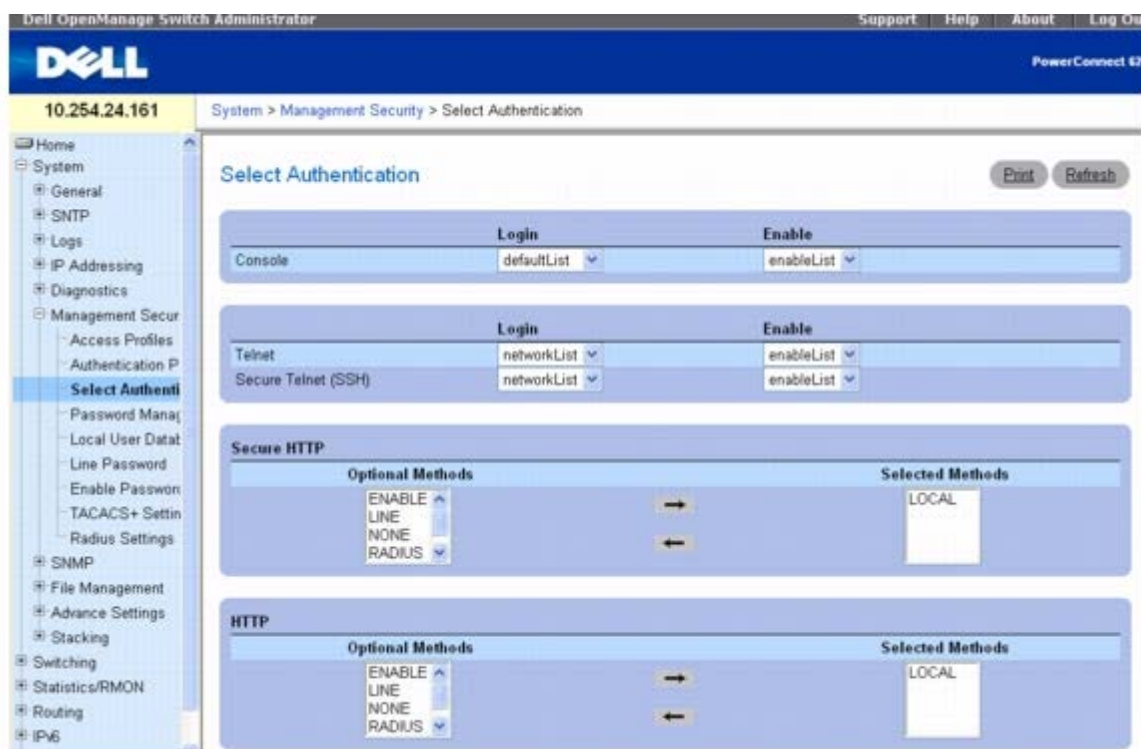 Dell OpenManage Switch Administrator
Support Help About Log Ou
DELL
PowerConnect 62
10.254.24.161
System > Management Security > Select Authentication
Home
System
General
SNTP
Logs
IP Addressing
Diagnostics
Management Secur
Access Profiles
Authentication P
Select Authenti
Password Manag
Local User Datab
Line Password
Enable Password
TACACS+ Settin
Radius Settings
SNMP
File Management
Advance Settings
Stacking
Switching
Statistics/RMON
Routing
IPv6
Select Authentication
Print Refresh
Login Enable
Console defaultList enableList
Login Enable
Telnet networkList enableList
Secure Telnet (SSH) networkList enableList
Secure HTTP
Optional Methods Selected Methods
ENABLE LOCAL
LINE
NONE
RADIUS
HTTP
Optional Methods Selected Methods
ENABLE LOCAL
LINE
NONE
RADIUS